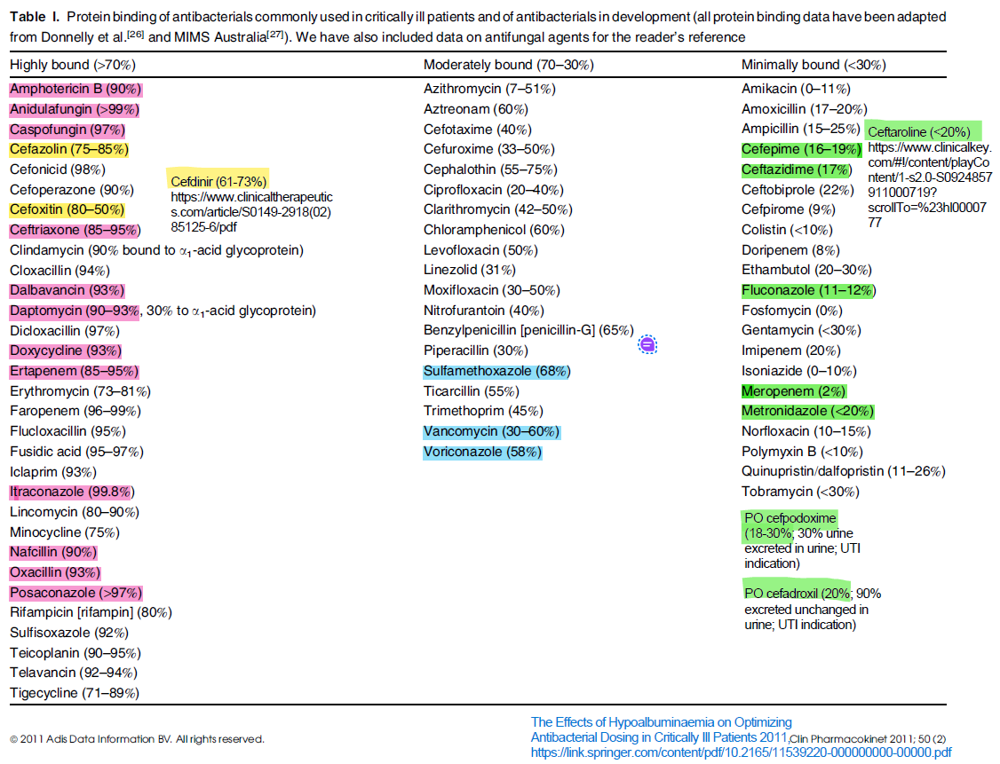 Table I. Protein binding of antibacterials commonly used in critically ill patients and of antibacterials in development (all protein binding data have been adapted
from Donnelly et al.[26] and MIMS Australia[27]). We have also included data on antifungal agents for the reader's reference
Highly bound (>70%)
Amphotericin B (90%)
Anidulafungin (>99%)
Caspofungin (97%)
Cefazolin (75–85%)
Cefonicid (98%)
Cefoperazone (90%)
Cefoxitin (80–50%)
Ceftriaxone (85–95%)
Clindamycin (90% bound to α1-acid glycoprotein)
Cloxacillin (94%)
Dalbavancin (93%)
Daptomycin (90–93%, 30% to α1-acid glycoprotein)
Dicloxacillin (97%)
Doxycycline (93%)
Ertapenem (85–95%)
Erythromycin (73–81%)
Faropenem (96–99%)
Flucloxacillin (95%)
Fusidic acid (95–97%)
Iclaprim (93%)
Itraconazole (99.8%)
Lincomycin (80–90%)
Minocycline (75%)
Nafcillin (90%)
Oxacillin (93%)
Posaconazole (>97%)
Rifampicin [rifampin] (80%)
Sulfisoxazole (92%)
Teicoplanin (90–95%)
Telavancin (92–94%)
Tigecycline (71–89%)
Cefdinir (61-73%)
https://www.clinicaltherapeutic
s.com/article/S0149-2918(02)
85125-6/pdf
Moderately bound (70–30%)
Azithromycin (7–51%)
Aztreonam (60%)
Cefotaxime (40%)
Cefuroxime (33–50%)
Cephalothin (55–75%)
Ciprofloxacin (20–40%)
Clarithromycin (42–50%)
Chloramphenicol (60%)
Levofloxacin (50%)
Linezolid (31%)
Moxifloxacin (30–50%)
Nitrofurantoin (40%)
Benzylpenicillin [penicillin-G] (65%)
Piperacillin (30%)
Sulfamethoxazole (68%)
Ticarcillin (55%)
Trimethoprim (45%)
Vancomycin (30–60%)
Voriconazole (58%)
Minimally bound (<30%)
Amikacin (0–11%)
Amoxicillin (17–20%)
Ampicillin (15–25%)
Cefepime (16–19%)
Ceftazidime (17%)
Ceftobiprole (22%)
Cefpirome (9%)
Colistin (<10%)
Doripenem (8%)
Ethambutol (20–30%)
Fluconazole (11–12%)
Fosfomycin (0%)
Gentamycin (<30%)
Imipenem (20%)
Isoniazide (0–10%)
Meropenem (2%)
Metronidazole (<20%)
Norfloxacin (10–15%)
Polymyxin B (<10%)
Quinupristin/dalfopristin (11–26%)
Tobramycin (<30%)
Ceftaroline (<20%)
https://www.clinicalkey.
com/#!/content/playCo
ntent/1-s2.0-S0924857
911000719?
scrollTo=%23hl00007
77
PO cefpodoxime
(18-30%; 30% urine
excreted in urine; UTI
indication)
PO cefadroxil (20%; 90%
excreted unchanged in
urine; UTI indication)
© 2011 Adis Data Information BV. All rights reserved.
The Effects of Hypoalbuminaemia on Optimizing
Antibacterial Dosing in Critically Ill Patients 2011,
Clin Pharmacokinet 2011; 50 (2)
https://link.springer.com/content/pdf/10.2165/11539220-000000000-00000.pdf